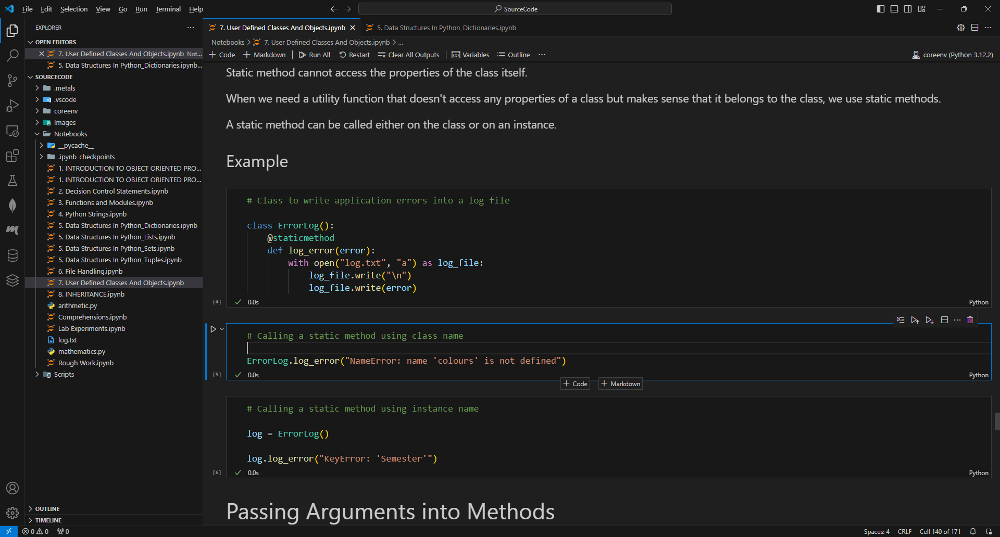 File Edit Selection View Go Run Terminal Help
SourceCode
EXPLORER
OPEN EDITORS
7. User Defined Classes And Objects.ipynb Not...
5. Data Structures In Python_Dictionaries.ipynb...
SOURCECODE
.metals
.vscode
coreenv
Images
Notebooks
__pycache__
.ipynb_checkpoints
1. INTRODUCTION TO OBJECT ORIENTED PRO...
1. INTRODUCTION TO OBJECT ORIENTED PRO...
2. Decision Control Statements.ipynb
3. Functions and Modules.ipynb
4. Python Strings.ipynb
5. Data Structures In Python_Dictionaries.ipynb
5. Data Structures In Python_Lists.ipynb
5. Data Structures In Python_Sets.ipynb
5. Data Structures In Python_Tuples.ipynb
6. File Handling.ipynb
7. User Defined Classes And Objects.ipynb
8. INHERITANCE.ipynb
arithmetic.py
Comprehensions.ipynb
Lab Experiments.ipynb
log.txt
mathematics.py
Rough Work.ipynb
Scripts
OUTLINE
TIMELINE
7. User Defined Classes And Objects.ipynb
5. Data Structures In Python_Dictionaries.ipynb
Notebooks > 7. User Defined Classes And Objects.ipynb > ...
+ Code + Markdown | Run All Restart Clear All Outputs | Variables Outline ...
coreenv (Python 3.12.2)
Static method cannot access the properties of the class itself.
When we need a utility function that doesn't access any properties of a class but makes sense that it belongs to the class, we use static methods.
A static method can be called either on the class or on an instance.
Example
# Class to write application errors into a log file
class ErrorLog():
    @staticmethod
    def log_error(error):
        with open("log.txt", "a") as log_file:
            log_file.write("\n")
            log_file.write(error)
[4] 0.0s Python
# Calling a static method using class name
ErrorLog.log_error("NameError: name 'colours' is not defined")
[5] 0.0s Python
+ Code + Markdown
# Calling a static method using instance name
log = ErrorLog()
log.log_error("KeyError: 'Semester'")
[6] 0.0s Python
Passing Arguments into Methods
0 0 0
Spaces: 4 CRLF Cell 140 of 171